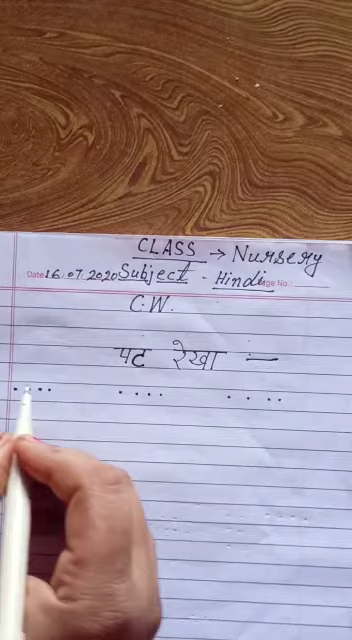 CLASS → Nursery
Date 16.07.2020 Subject - Hindi Page No.:
C.W.
पट रेखा —